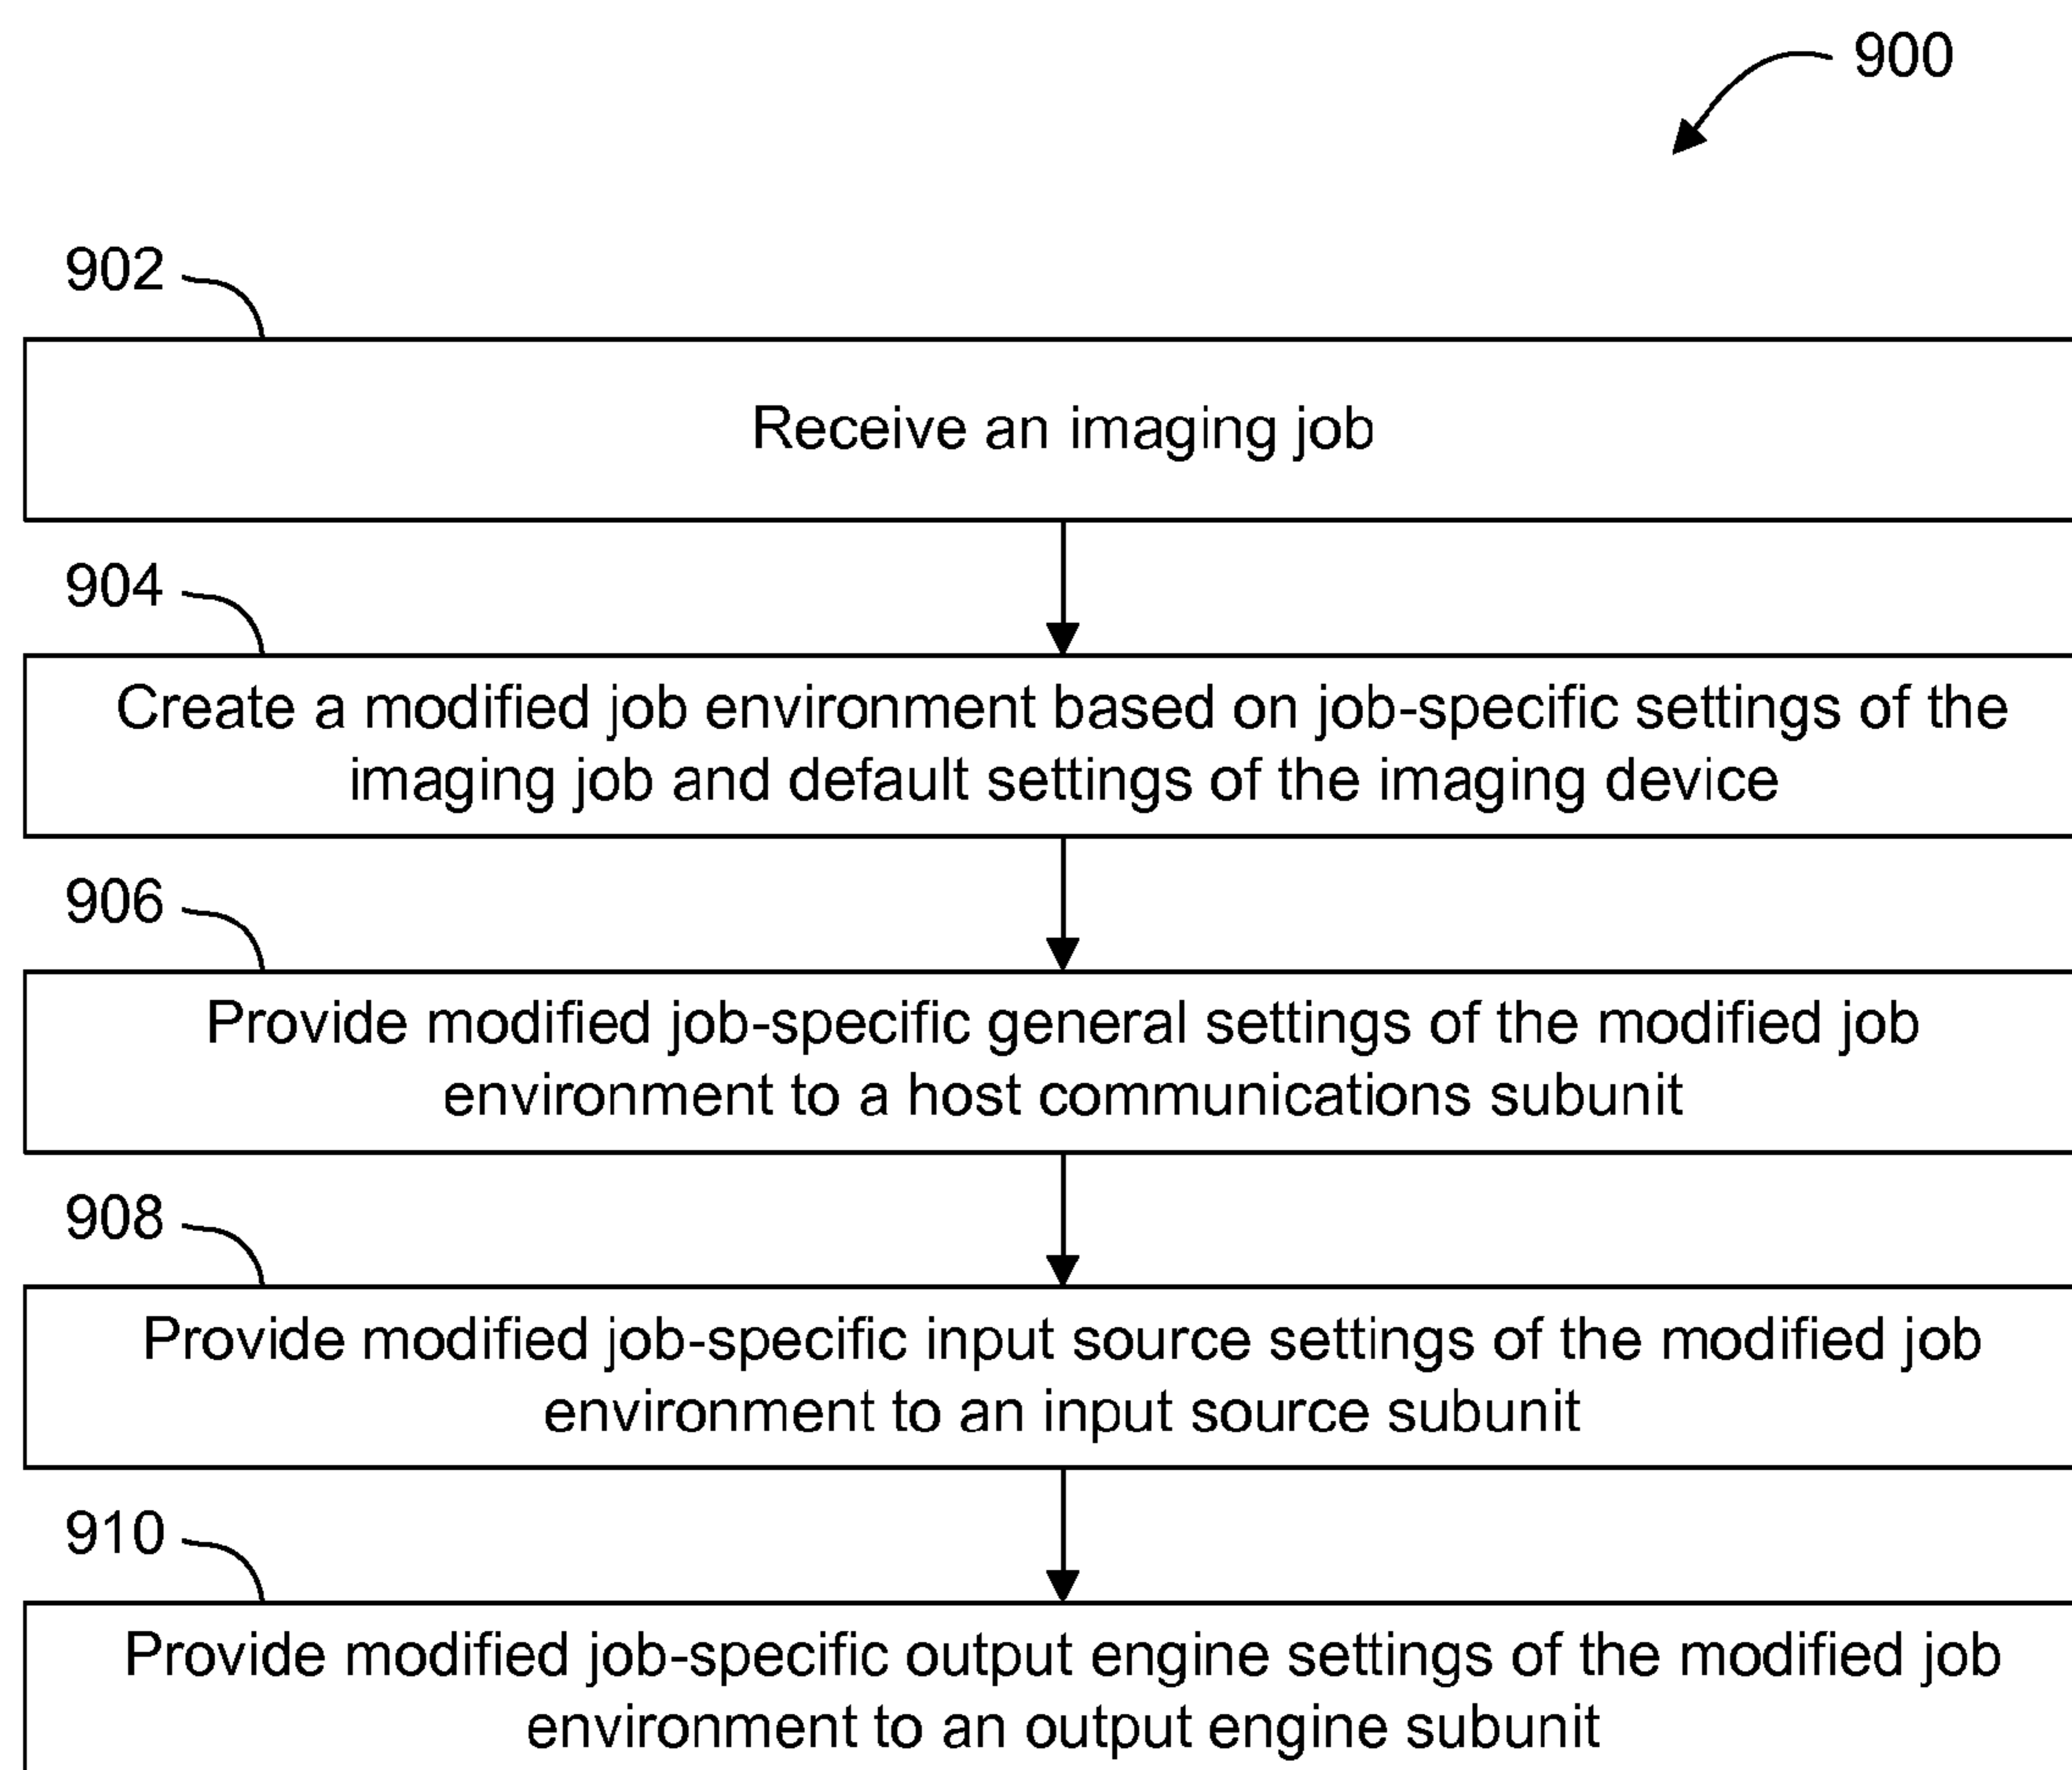 900
902
Receive an imaging job
904
Create a modified job environment based on job-specific settings of the
imaging job and default settings of the imaging device
906
Provide modified job-specific general settings of the modified job
environment to a host communications subunit
908
Provide modified job-specific input source settings of the modified job
environment to an input source subunit
910
Provide modified job-specific output engine settings of the modified job
environment to an output engine subunit